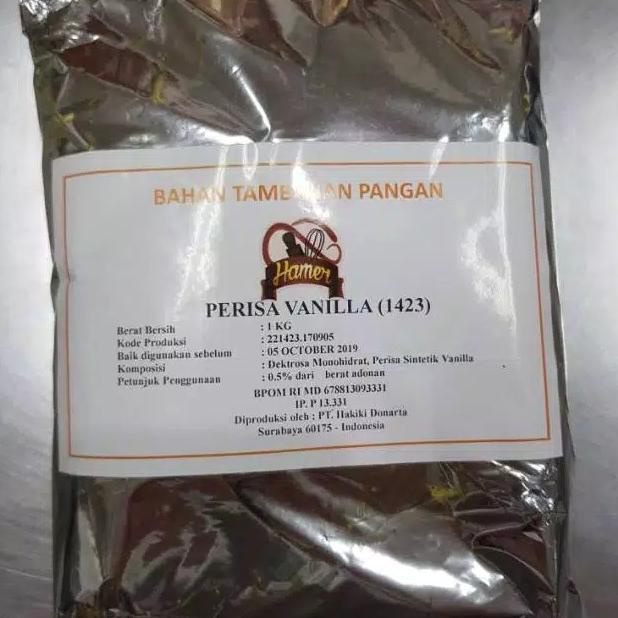 BAHAN TAMBAHAN PANGAN
Hamer
PERISA VANILLA (1423)
Berat Bersih : 1 KG
Kode Produksi : 221423.170905
Baik digunakan sebelum : 05 OCTOBER 2019
Komposisi : Dektrosa Monohidrat, Perisa Sintetik Vanilla
Petunjuk Penggunaan : 0.5% dari berat adonan
BPOM RI MD 678813093331
IP. P 13.331
Diproduksi oleh : PT. Hakiki Donarta
Surabaya 60175 - Indonesia